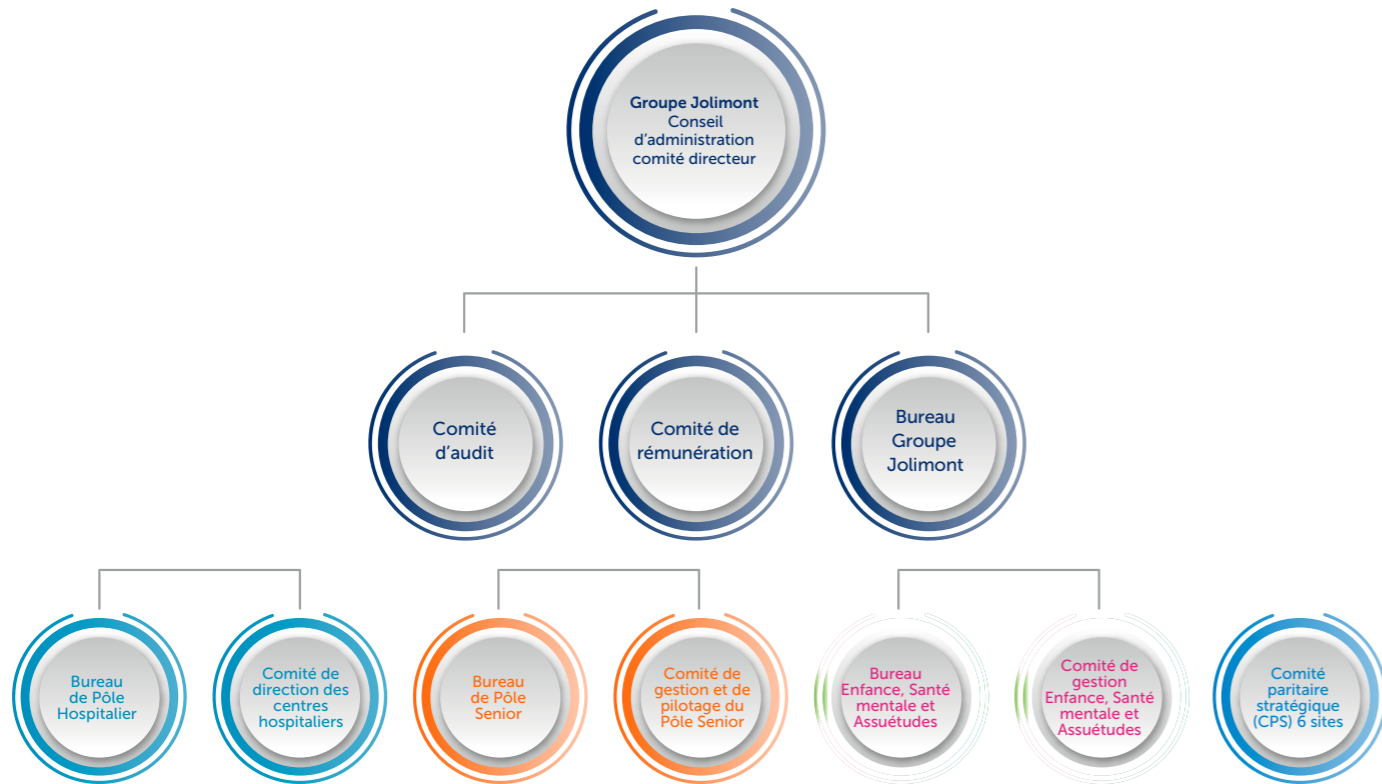 Groupe Jolimont
Conseil
d’administration
comité directeur
Comité
d’audit
Comité de
rémunération
Bureau
Groupe
Jolimont
Bureau
de Pôle
Hospitalier
Comité de
direction des
centres
hospitaliers
Bureau
de Pôle
Senior
Comité de
gestion et de
pilotage du
Pôle Senior
Bureau
Enfance, Santé
mentale et
Assuétudes
Comité de
gestion
Enfance, Santé
mentale et
Assuétudes
Comité
paritaire
stratégique
(CPS) 6 sites